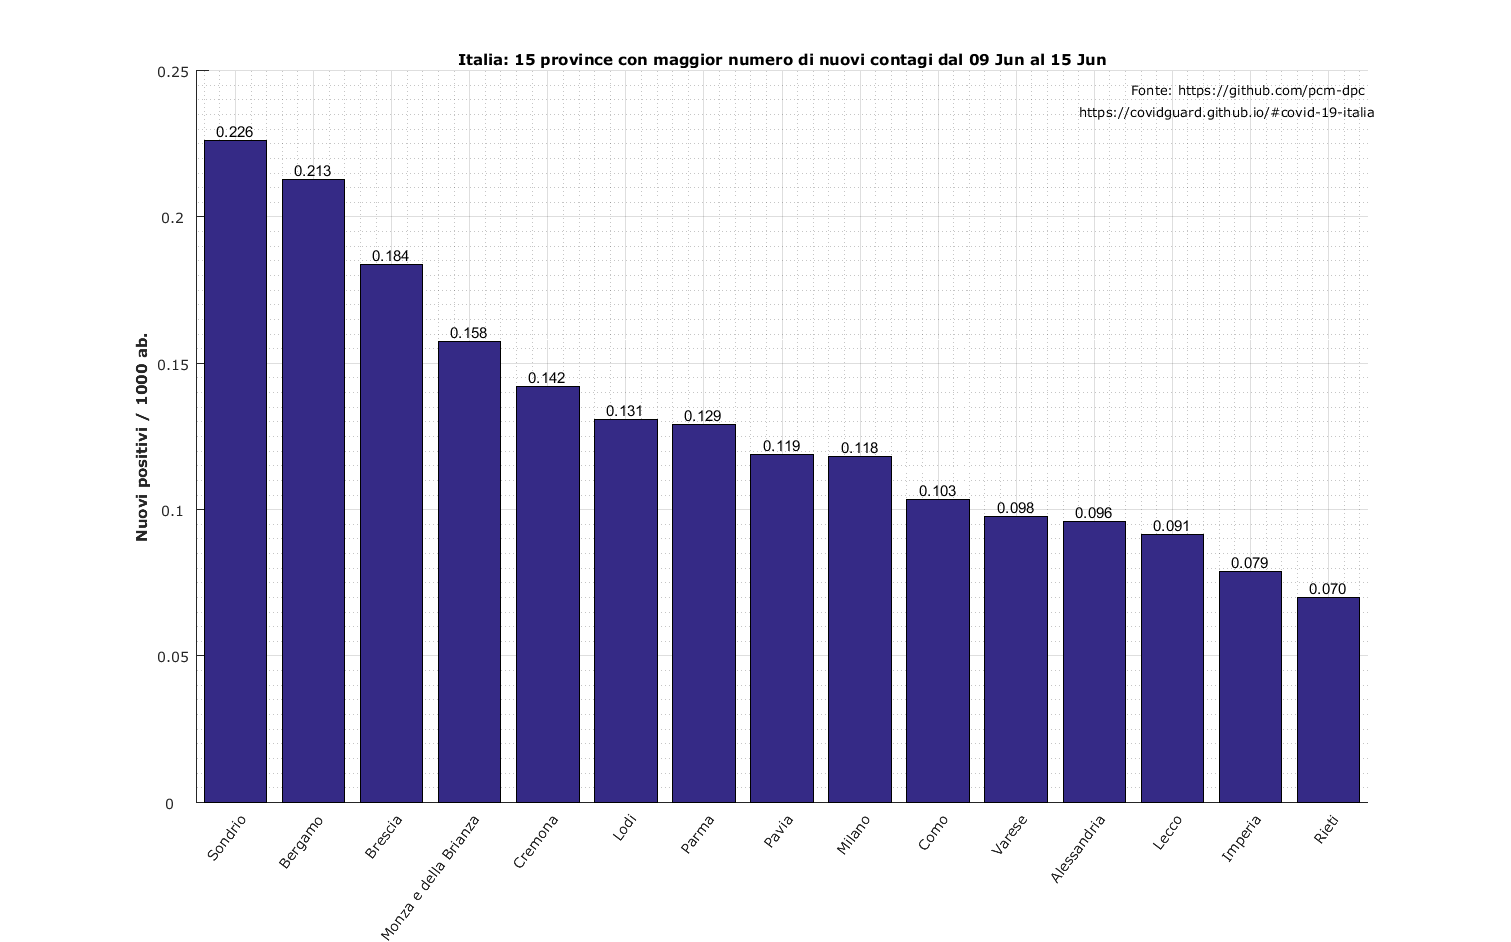 Italia: 15 province con maggior numero di nuovi contagi dal 09 Jun al 15 Jun
Fonte: https://github.com/pcm-dpc
https://covidguard.github.io/#covid-19-italia
Nuovi positivi / 1000 ab.
0.25
0.2
0.15
0.1
0.05
0
0.226
0.213
0.184
0.158
0.142
0.131
0.129
0.119
0.118
0.103
0.098
0.096
0.091
0.079
0.070
Sondrio
Bergamo
Brescia
Monza e della Brianza
Cremona
Lodi
Parma
Pavia
Milano
Como
Varese
Alessandria
Lecco
Imperia
Rieti